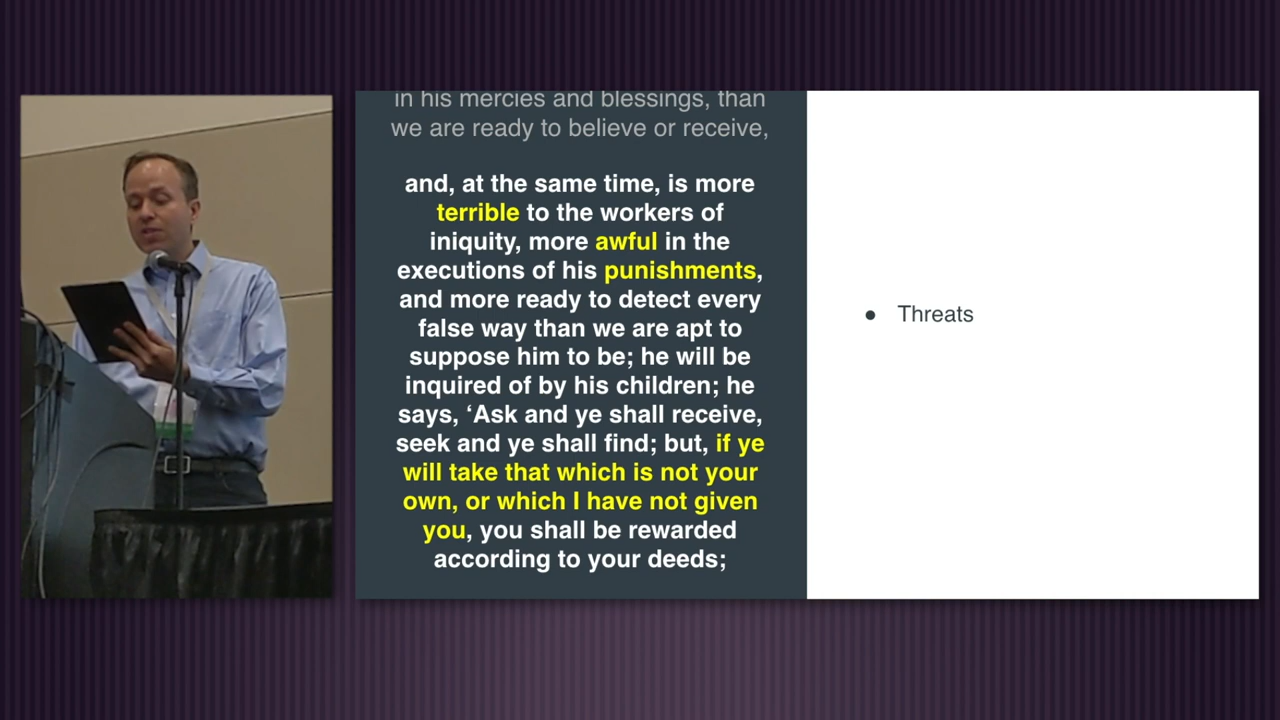 in his mercies and blessings, than
we are ready to believe or receive,
and, at the same time, is more
terrible to the workers of
iniquity, more awful in the
executions of his punishments,
and more ready to detect every
false way than we are apt to
suppose him to be; he will be
inquired of by his children; he
says, ‘Ask and ye shall receive,
seek and ye shall find; but, if ye
will take that which is not your
own, or which I have not given
you, you shall be rewarded
according to your deeds;
● Threats